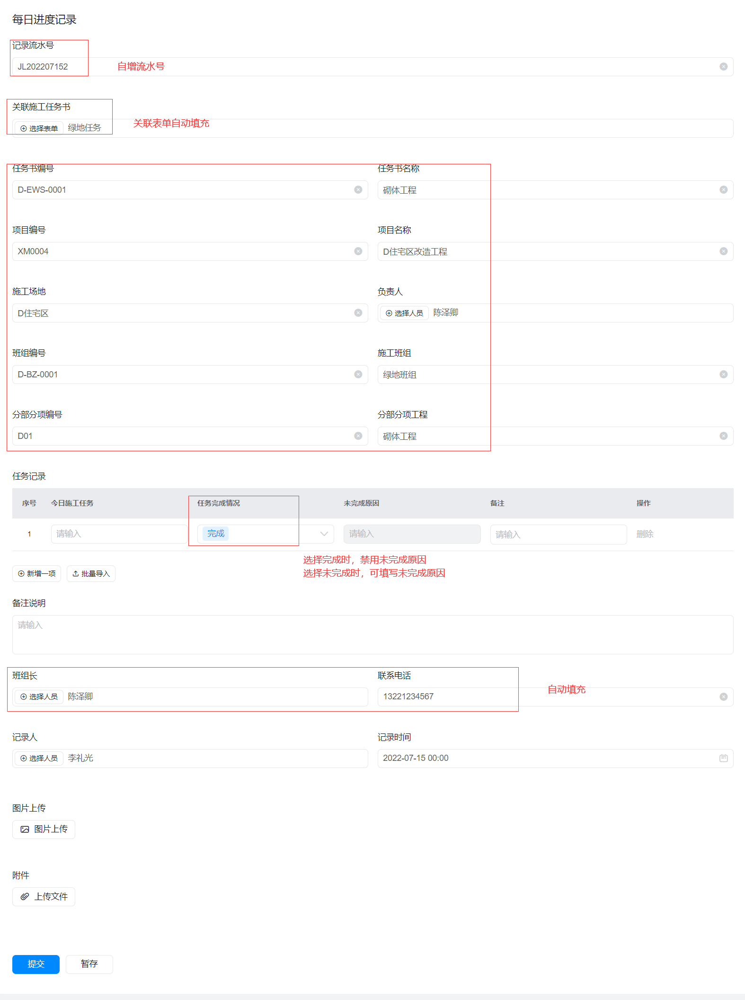 每日进度记录
记录流水号
JL202207152
自增流水号
关联施工任务书
选择表单 绿地任务
关联表单自动填充
任务书编号 任务书名称
D-EWS-0001 砌体工程
项目编号 项目名称
XM0004 D住宅区改造工程
施工场地 负责人
D住宅区 选择人员 陈泽卿
班组编号 施工班组
D-BZ-0001 绿地班组
分部分项编号 分部分项工程
D01 砌体工程
任务记录
序号 今日施工任务 任务完成情况 未完成原因 备注 操作
1 请输入 完成 请输入 请输入 删除
选择完成时，禁用未完成原因
选择未完成时，可填写未完成原因
新增一项 批量导入
备注说明
请输入
班组长 联系电话
选择人员 陈泽卿 13221234567 自动填充
记录人 记录时间
选择人员 李礼光 2022-07-15 00:00
图片上传
图片上传
附件
上传文件
提交 暂存